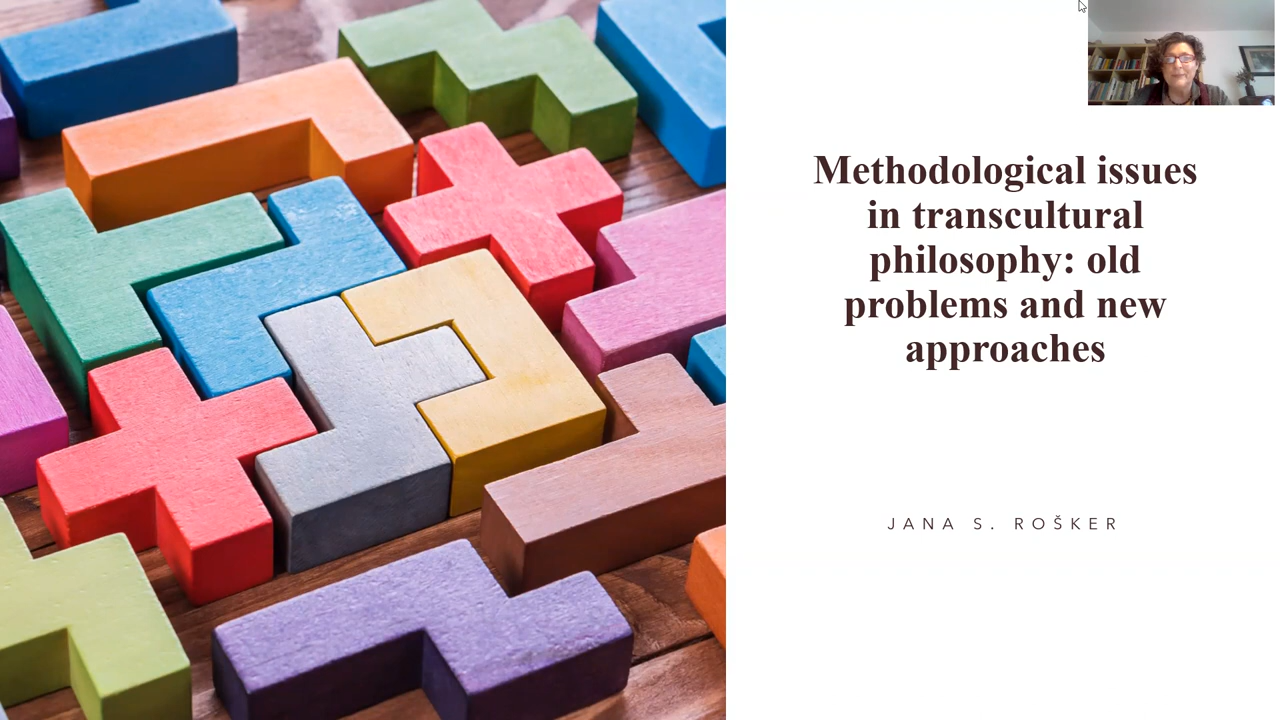 Methodological issues
in transcultural
philosophy: old
problems and new
approaches
JANA S. ROŠKER